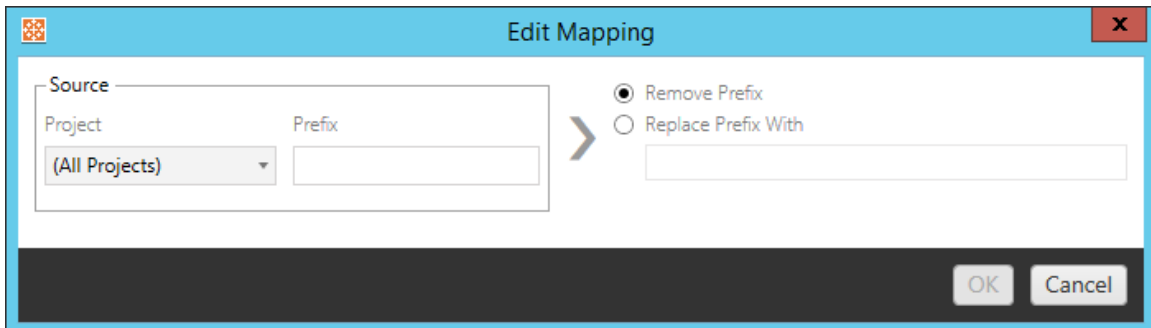 Edit Mapping
x
Source
Project
Prefix
(All Projects)
Remove Prefix
Replace Prefix With
OK
Cancel